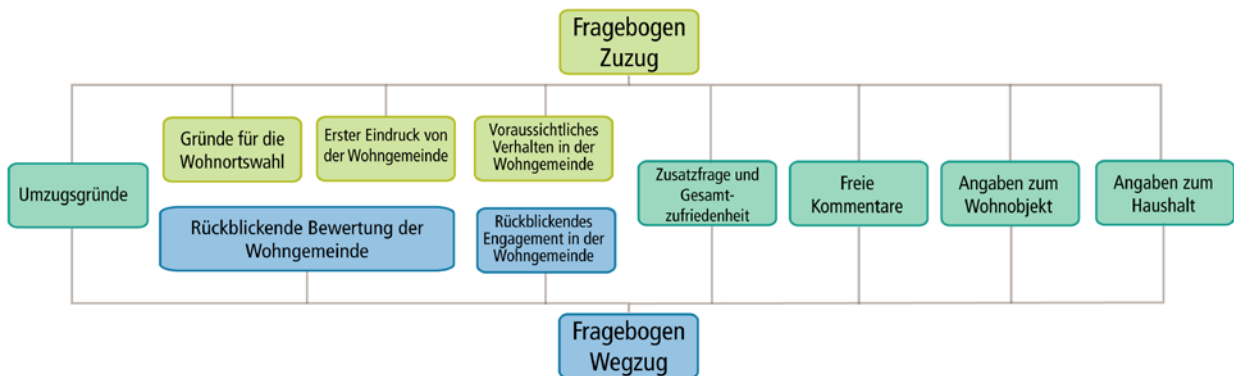 Fragebogen
Zuzug
Gründe für die
Wohnortswahl
Erster Eindruck von
der Wohngemeinde
Voraussichtliches
Verhalten in der
Wohngemeinde
Umzugsgründe
Zusatzfrage und
Gesamt-
zufriedenheit
Freie
Kommentare
Angaben zum
Wohnobjekt
Angaben zum
Haushalt
Rückblickende Bewertung der
Wohngemeinde
Rückblickendes
Engagement in der
Wohngemeinde
Fragebogen
Wegzug